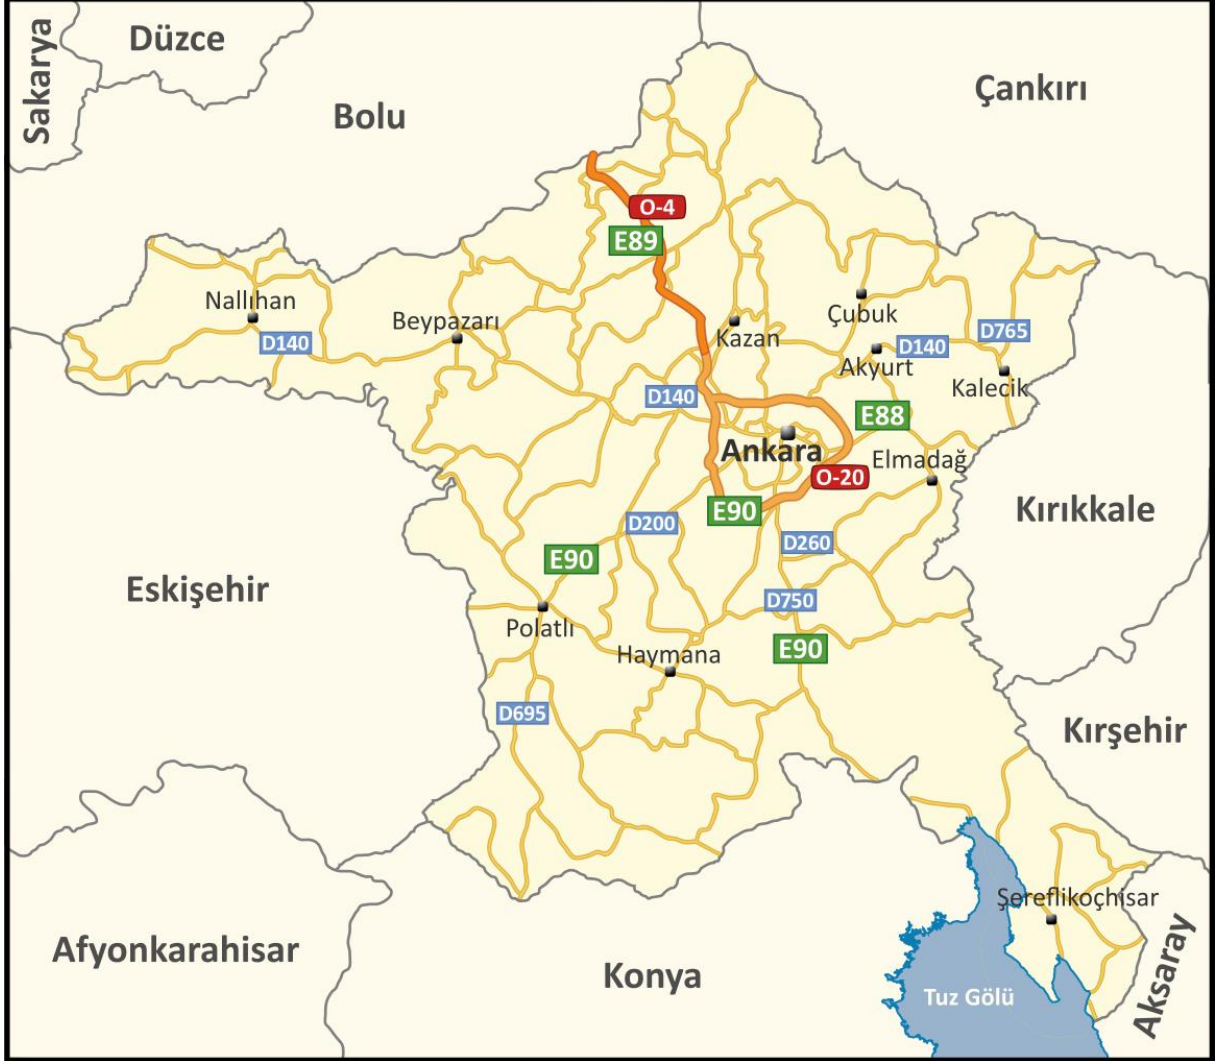 Sakarya
Düzce
Bolu
Çankırı
O-4
E89
Nallıhan
D140
Beypazarı
Kazan
Çubuk
D140
D765
Akyurt
Kalecik
D140
E88
Ankara
Elmadağ
O-20
E90
D200
D260
Kırıkkale
E90
Eskişehir
D750
Polatlı
E90
Haymana
D695
Kırşehir
Şereflikoçhisar
Afyonkarahisar
Konya
Tuz Gölü
Aksaray